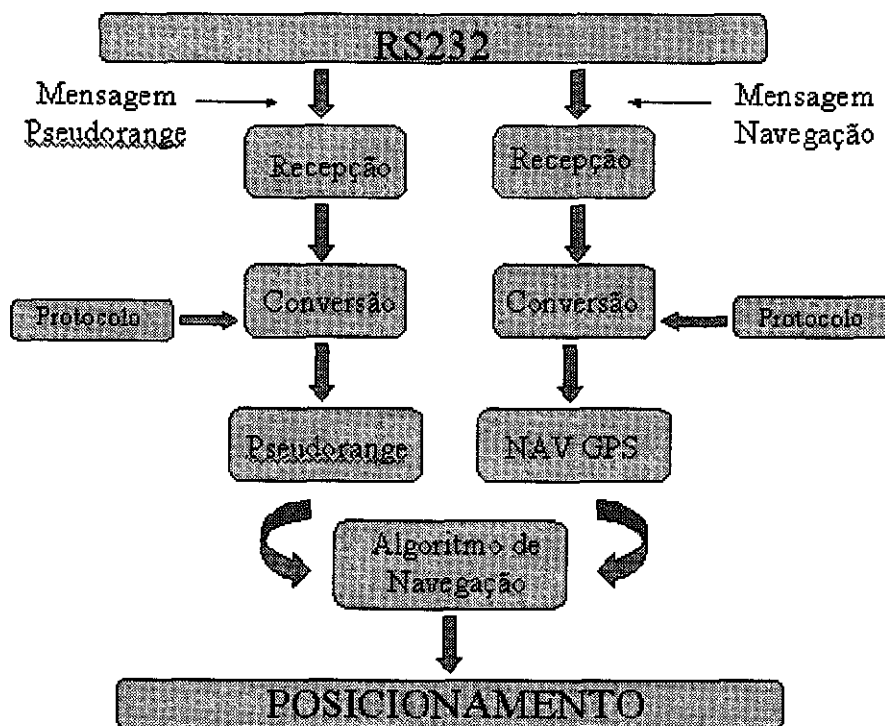 RS232
Mensagem
Pseudorange
Mensagem
Navegação
Recepção
Recepção
Conversão
Conversão
Protocolo
Protocolo
Pseudorange
NAV GPS
Algoritmo de
Navegação
POSICIONAMENTO